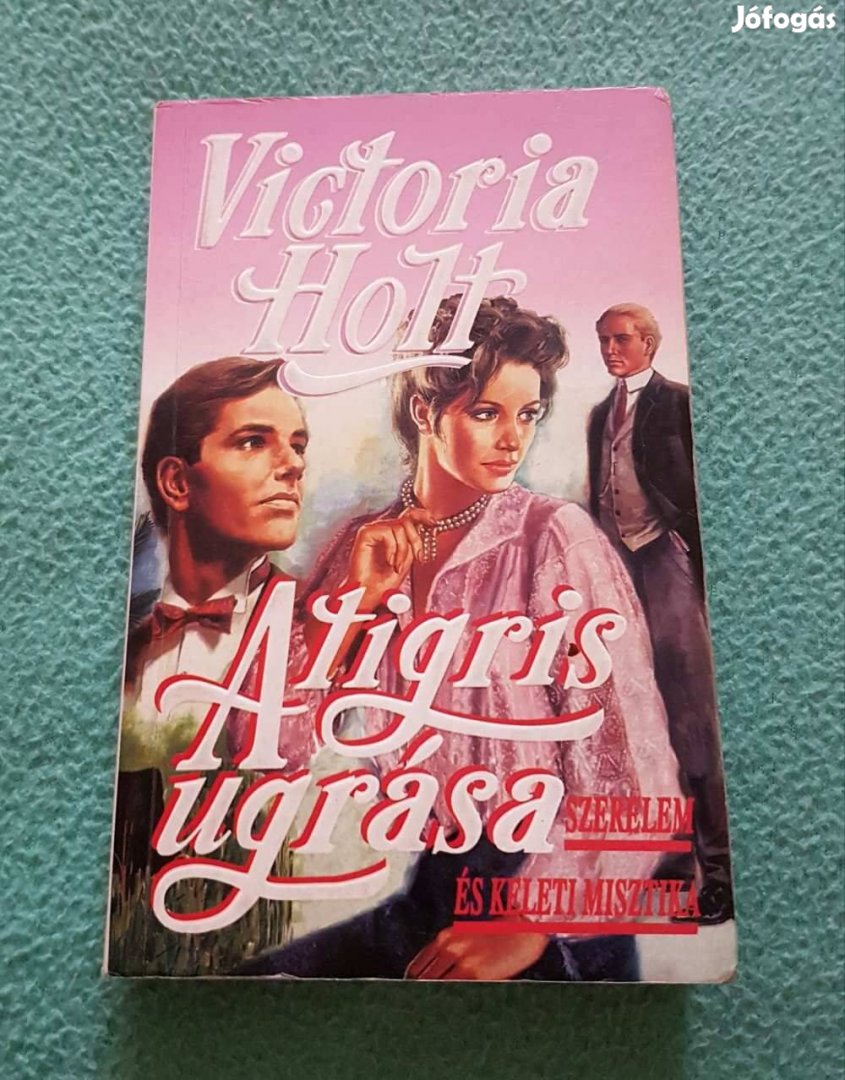 Jófogás
Victoria
Holt
A tigris
ugrása
SZERELEM
ÉS KELETI MISZTIKA